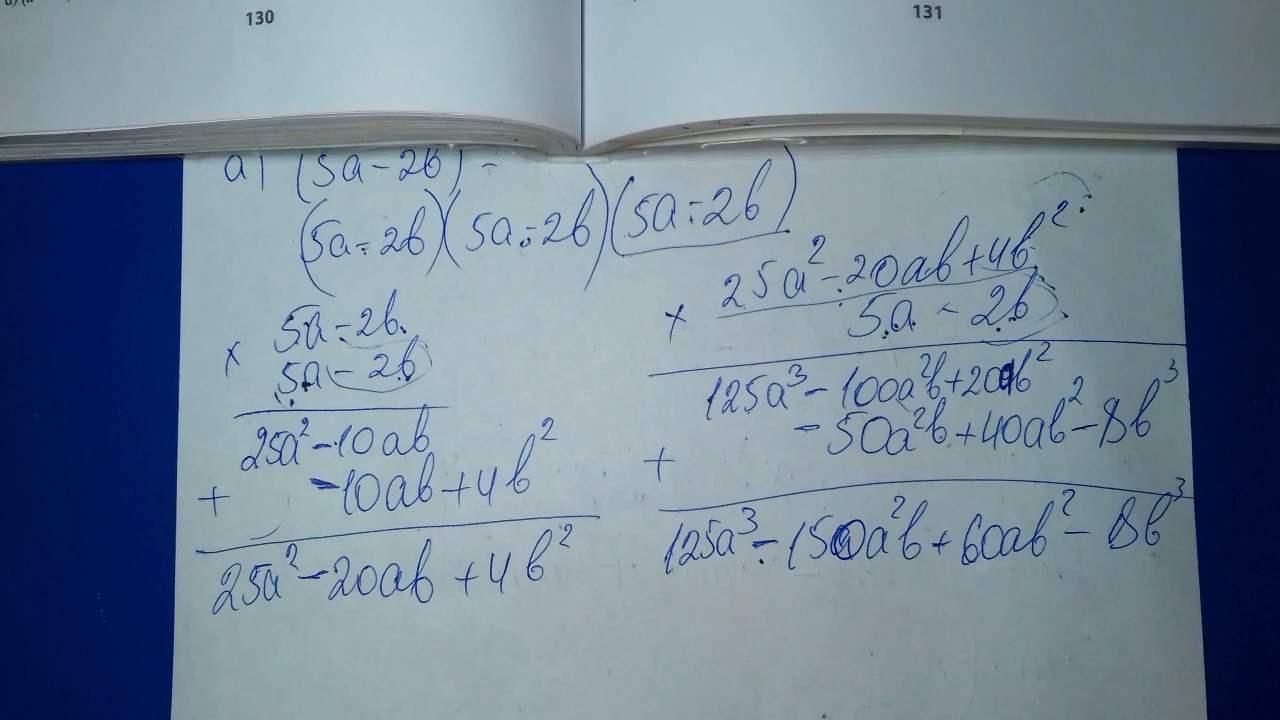 130
131
а) (5a-2b) =
(5a-2b)(5a-2b)(5a-2b)
× 5a-2b
5a-2b
25a²-10ab
+ -10ab+4b²
25a²-20ab+4b²
× 25a²-20ab+4b²
5a-2b
125a³-100a²b+20ab²
+ -50a²b+40ab²-8b³
125a³-150a²b+60ab²-8b³